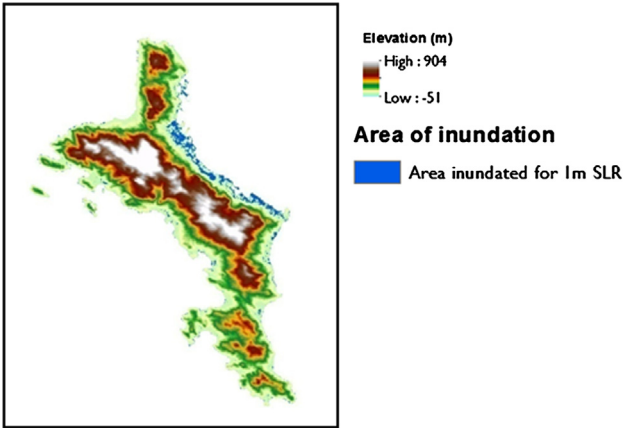 Elevation (m)
High : 904
Low : -51
Area of inundation
Area inundated for 1m SLR